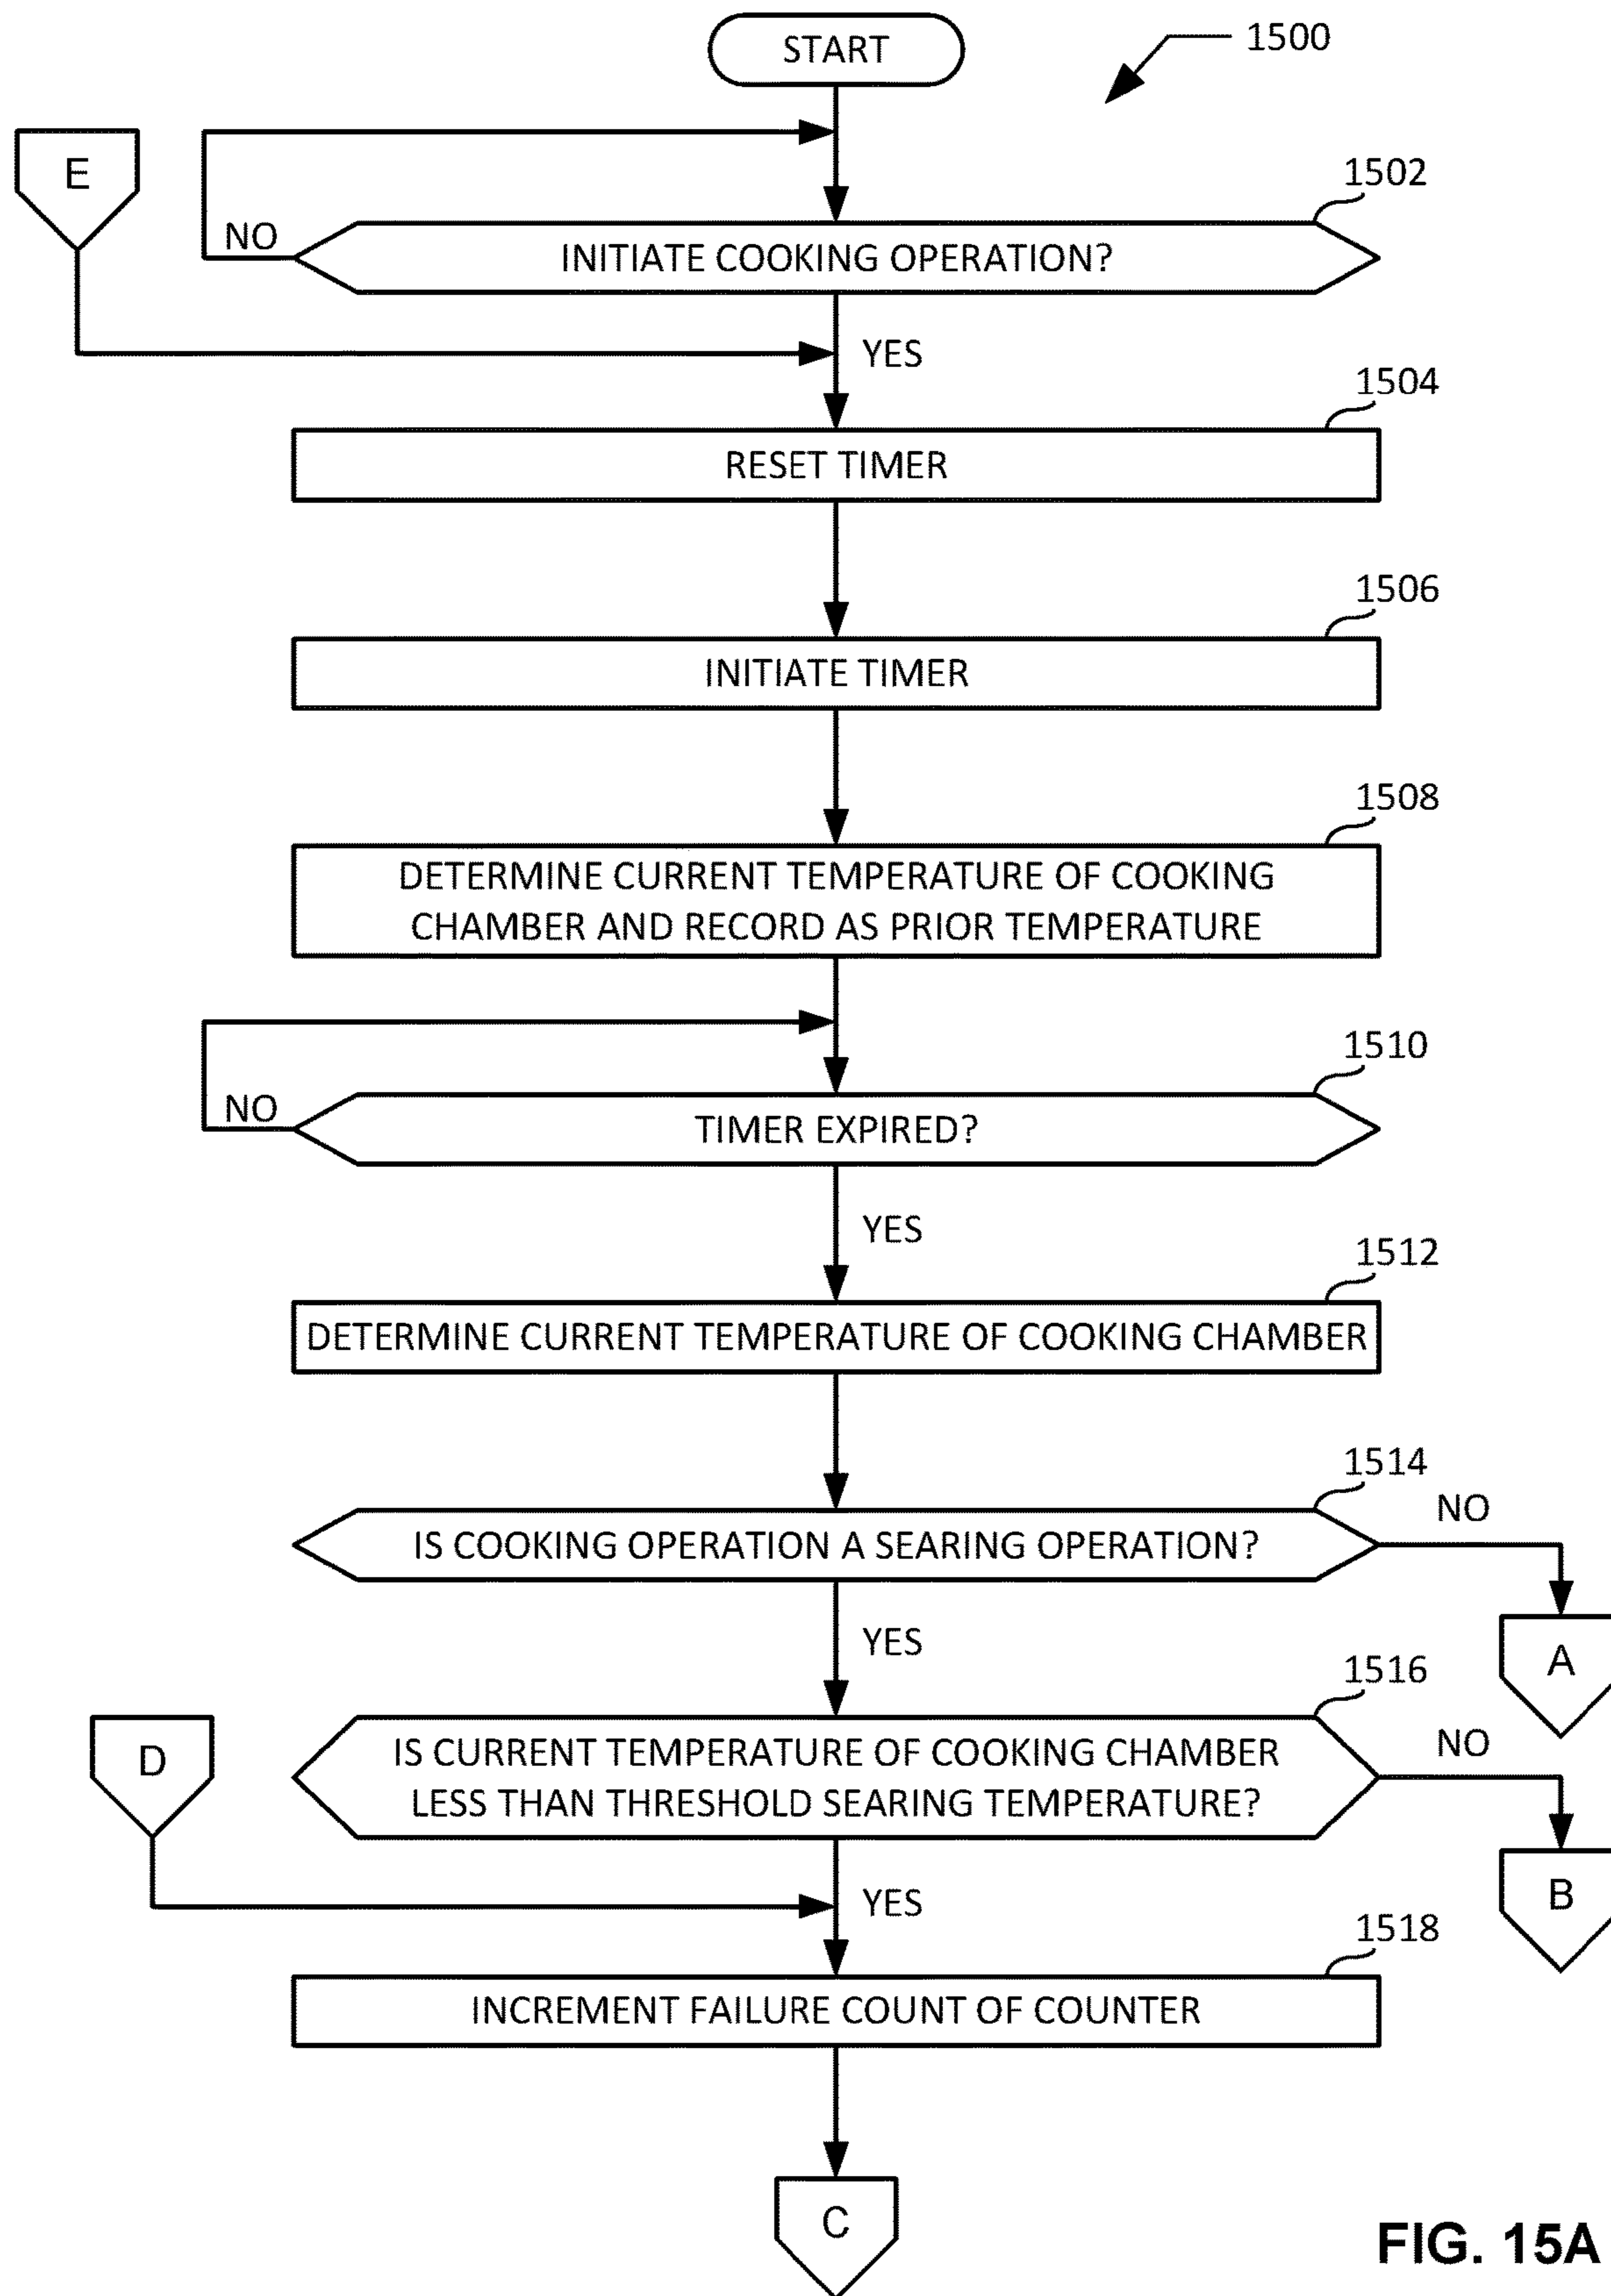 START
1500
E
1502
NO
INITIATE COOKING OPERATION?
YES
1504
RESET TIMER
1506
INITIATE TIMER
1508
DETERMINE CURRENT TEMPERATURE OF COOKING
CHAMBER AND RECORD AS PRIOR TEMPERATURE
1510
NO
TIMER EXPIRED?
YES
1512
DETERMINE CURRENT TEMPERATURE OF COOKING CHAMBER
1514
NO
IS COOKING OPERATION A SEARING OPERATION?
YES
A
1516
D
NO
IS CURRENT TEMPERATURE OF COOKING CHAMBER
LESS THAN THRESHOLD SEARING TEMPERATURE?
YES
B
1518
INCREMENT FAILURE COUNT OF COUNTER
C
FIG. 15A